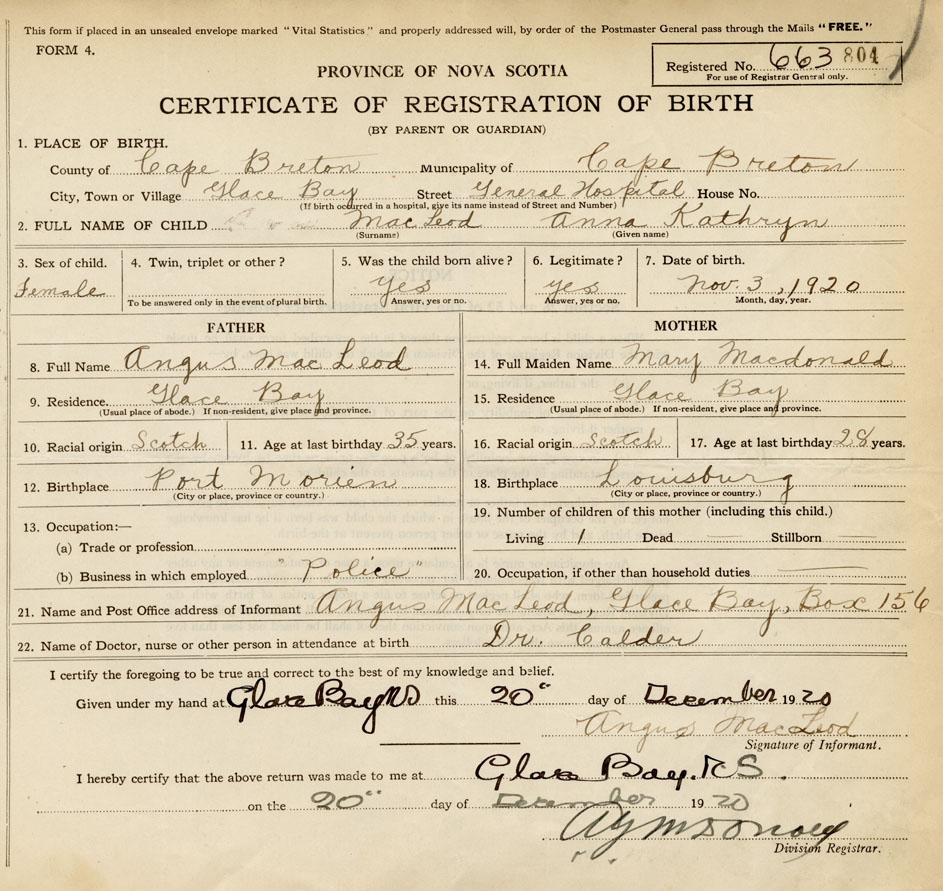 This form if placed in an unsealed envelope marked "Vital Statistics" and properly addressed will, by order of the Postmaster General pass through the Mails "FREE."
FORM 4.
Registered No. 663 804
For use of Registrar General only.
PROVINCE OF NOVA SCOTIA
CERTIFICATE OF REGISTRATION OF BIRTH
(BY PARENT OR GUARDIAN)
1. PLACE OF BIRTH.
County of Cape Breton Municipality of Cape Breton
City, Town or Village Glace Bay Street General Hospital House No.
(If birth occurred in a hospital, give its name instead of Street and Number)
2. FULL NAME OF CHILD MacLeod Anna Kathryn
(Surname) (Given name)
3. Sex of child. 4. Twin, triplet or other? 5. Was the child born alive? 6. Legitimate? 7. Date of birth.
Female Yes Yes Nov. 3, 1920
To be answered only in the event of plural birth. Answer, yes or no. Answer, yes or no. Month, day, year.
FATHER MOTHER
8. Full Name Angus MacLeod 14. Full Maiden Name Mary Macdonald
9. Residence. Glace Bay 15. Residence Glace Bay
(Usual place of abode.) If non-resident, give place and province. (Usual place of abode.) If non-resident, give place and province.
10. Racial origin Scotch 11. Age at last birthday 35 years. 16. Racial origin Scotch 17. Age at last birthday 28 years.
12. Birthplace Port Morien 18. Birthplace Louisburg
(City or place, province or country.) (City or place, province or country.)
13. Occupation:— 19. Number of children of this mother (including this child.)
(a) Trade or profession Living 1 Dead — Stillborn —
(b) Business in which employed "Police" 20. Occupation, if other than household duties —
21. Name and Post Office address of Informant Angus MacLeod, Glace Bay, Box 156
22. Name of Doctor, nurse or other person in attendance at birth Dr. Calder
I certify the foregoing to be true and correct to the best of my knowledge and belief.
Given under my hand at Glace Bay NS this 20" day of December 1920
Angus MacLeod
Signature of Informant.
I hereby certify that the above return was made to me at Glace Bay. N.S.
on the 20" day of December 1920
Division Registrar.